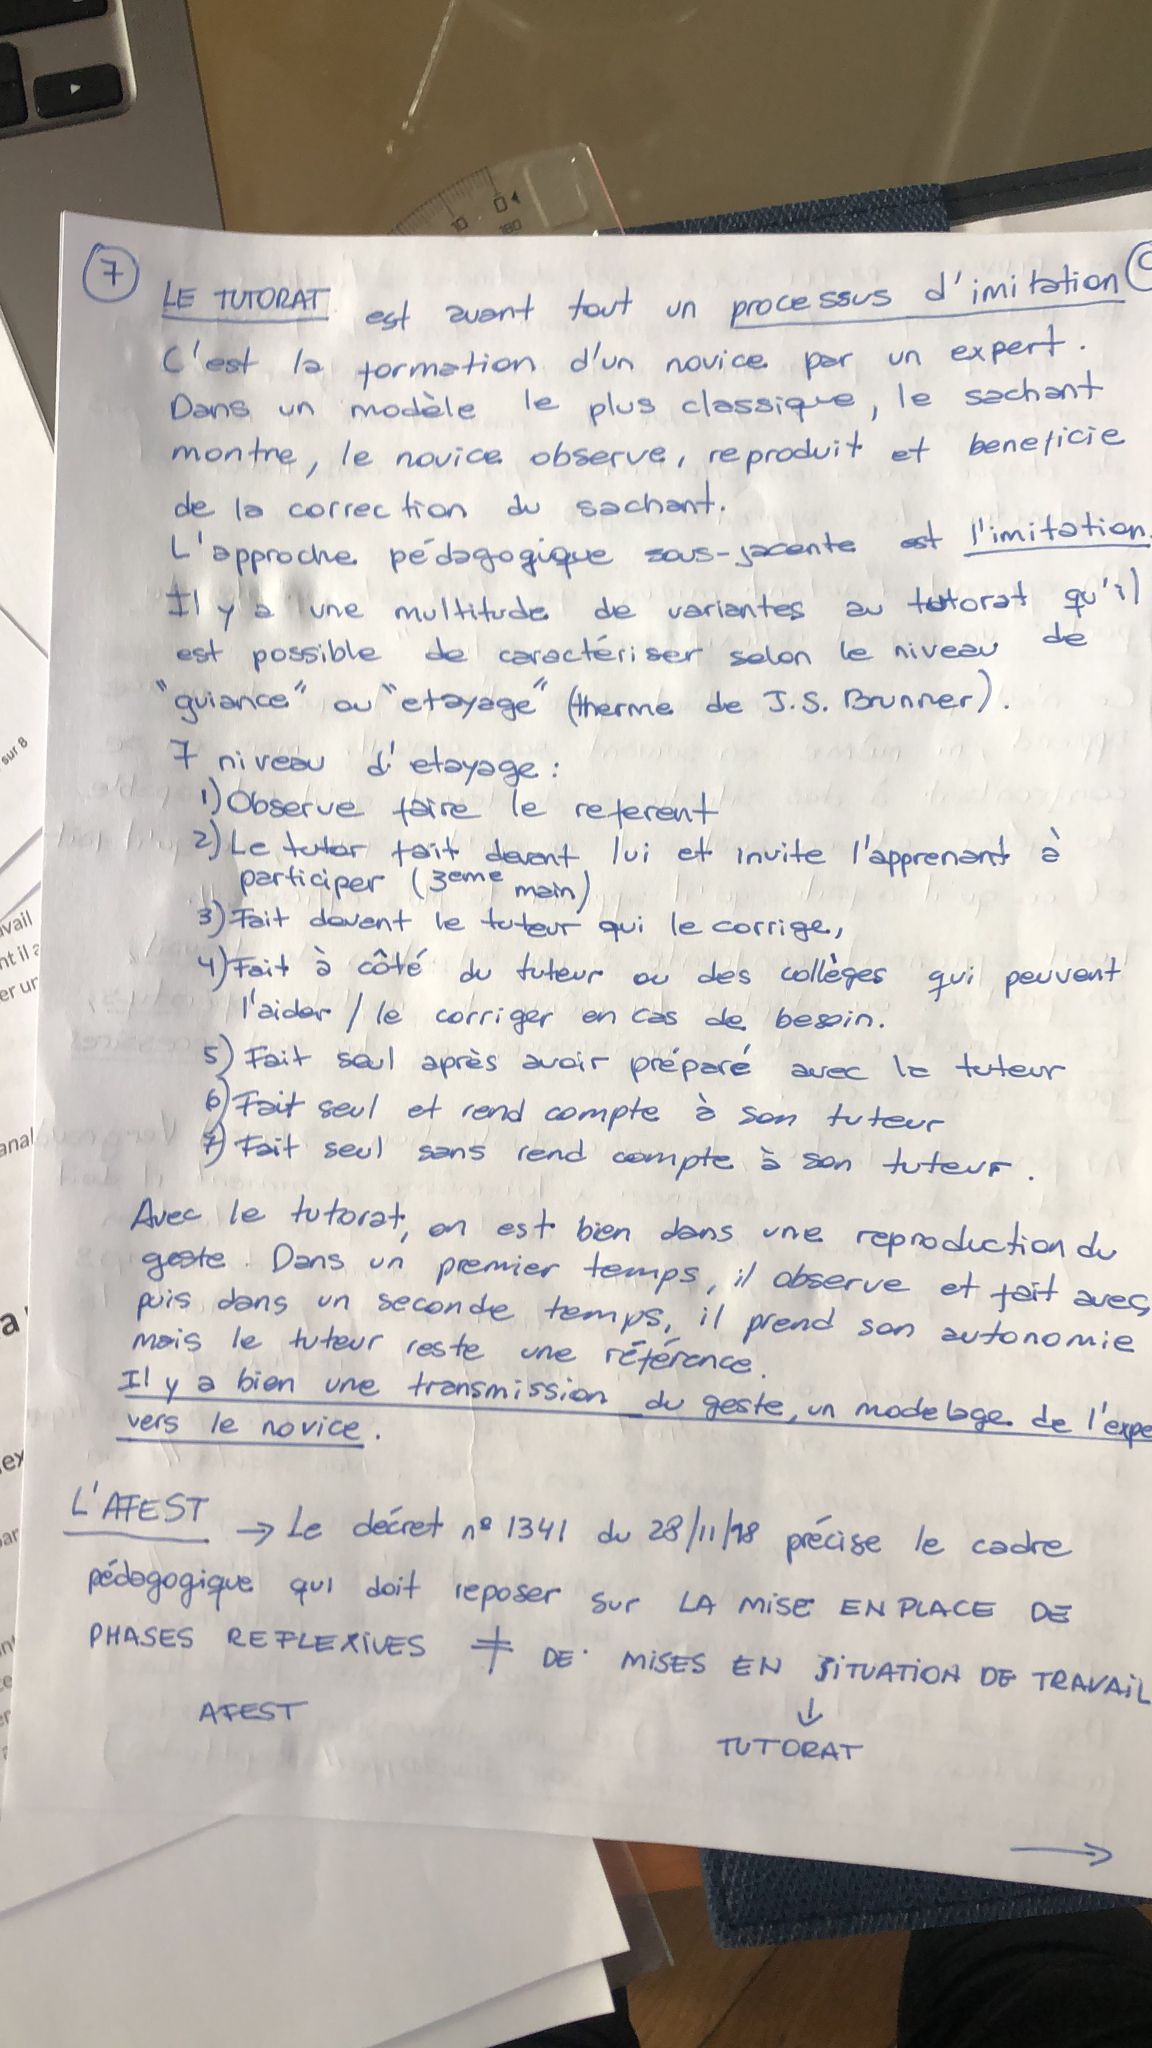 7
LE TUTORAT est avant tout un processus d'imitation
C'est la formation d'un novice par un expert.
Dans un modèle le plus classique, le sachant
montre, le novice observe, reproduit et beneficie
de la correction du sachant.
L'approche pédagogique sous-jacente est l'imitation.
Il y a une multitude de variantes au tutorat qu'il
est possible de caractériser selon le niveau de
"guiance" ou "etayage" (therme de J.S. Brunner).
7 niveau d'etayage :
1) Observe faire le referent
2) Le tutor fait devant lui et invite l'apprenant à
participer (3eme main)
3) Fait devant le tuteur qui le corrige,
4) Fait à côté du tuteur ou des collèges qui peuvent
l'aider / le corriger en cas de besoin.
5) Fait seul après avoir préparé avec le tuteur
6) Fait seul et rend compte à son tuteur
7) Fait seul sans rend compte à son tuteur.
Avec le tutorat, on est bien dans une reproduction du
geste. Dans un premier temps, il observe et fait avec,
puis dans un seconde temps, il prend son autonomie
mais le tuteur reste une référence.
Il y a bien une transmission du geste, un modelage de l'expe
vers le novice.
L'AFEST → Le décret nº 1341 du 28/11/18 précise le cadre
pédagogique qui doit reposer sur LA MISE EN PLACE DE
PHASES REFLEXIVES ≠ DE MISES EN SITUATION DE TRAVAIL
↓
AFEST TUTORAT
→
10 0
180
sur 8
avail
nt il a
er ur
anal